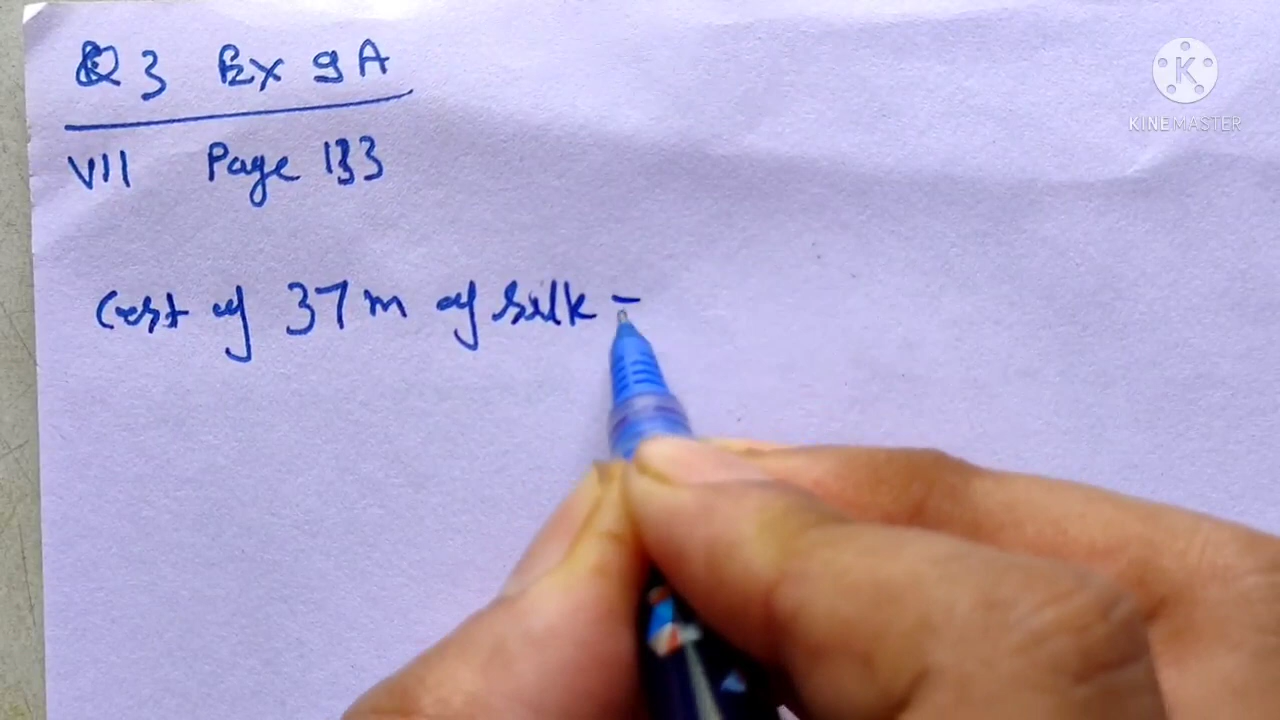 Q3 Ex 9A
VII Page 133
Cost of 37 m of silk =
K
KINEMASTER